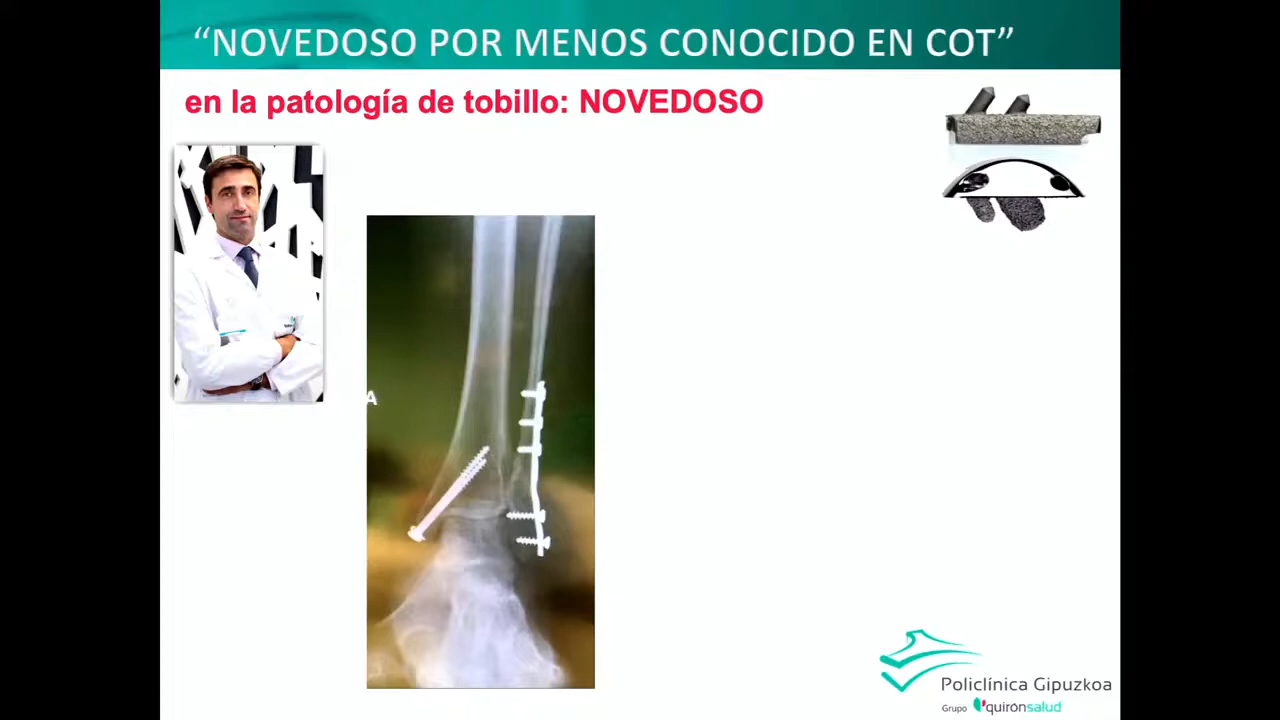 “NOVEDOSO POR MENOS CONOCIDO EN COT”
en la patología de tobillo: NOVEDOSO
A
Policlínica Gipuzkoa
Grupo quirónsalud